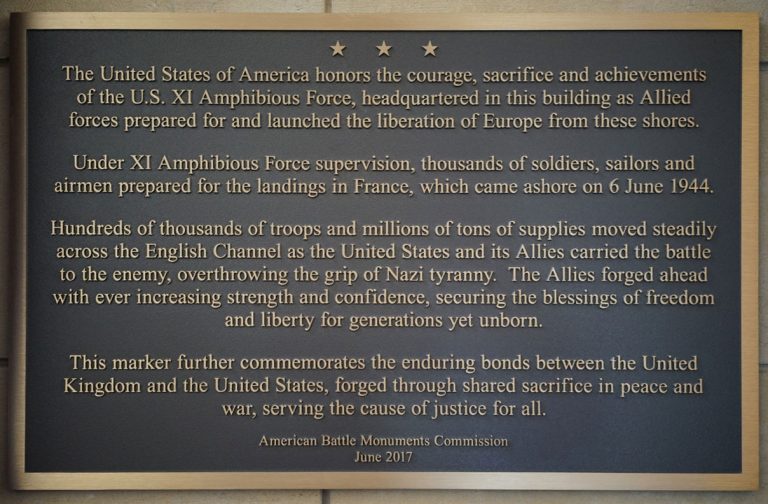 The United States of America honors the courage, sacrifice and achievements
of the U.S. XI Amphibious Force, headquartered in this building as Allied
forces prepared for and launched the liberation of Europe from these shores.
Under XI Amphibious Force supervision, thousands of soldiers, sailors and
airmen prepared for the landings in France, which came ashore on 6 June 1944.
Hundreds of thousands of troops and millions of tons of supplies moved steadily
across the English Channel as the United States and its Allies carried the battle
to the enemy, overthrowing the grip of Nazi tyranny. The Allies forged ahead
with ever increasing strength and confidence, securing the blessings of freedom
and liberty for generations yet unborn.
This marker further commemorates the enduring bonds between the United
Kingdom and the United States, forged through shared sacrifice in peace and
war, serving the cause of justice for all.
American Battle Monuments Commission
June 2017